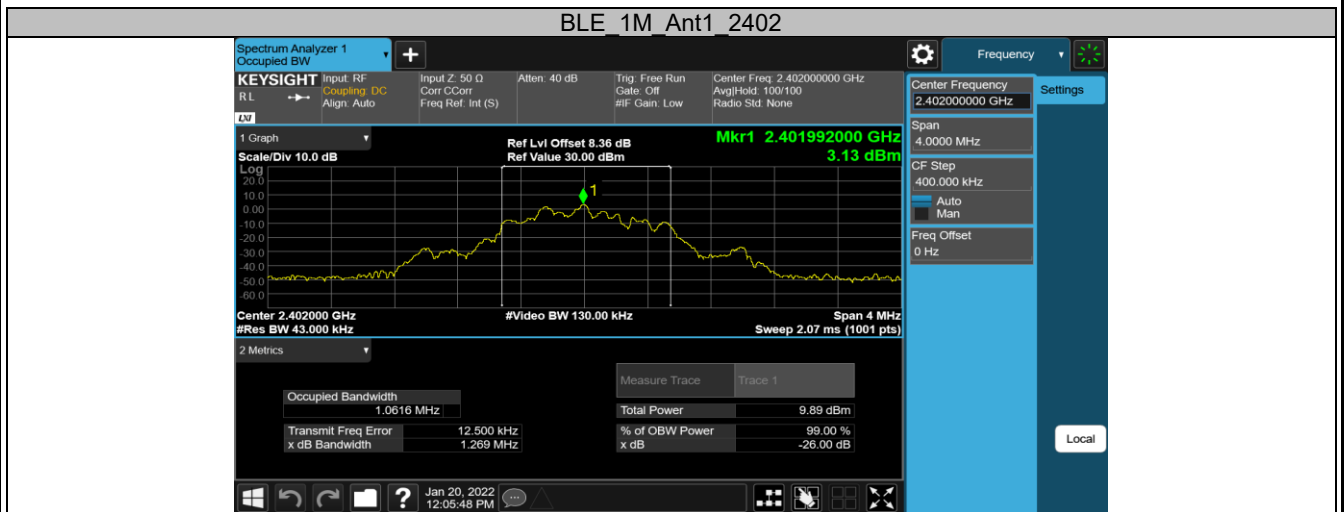 BLE_1M_Ant1_2402
Spectrum Analyzer 1
Occupied BW
+
Frequency
KEYSIGHT
R L
LXI
Input: RF
Coupling: DC
Align: Auto
Input Z: 50 Ω
Corr CCorr
Freq Ref: Int (S)
Atten: 40 dB
Trig: Free Run
Gate: Off
#IF Gain: Low
Center Freq: 2.402000000 GHz
Avg|Hold: 100/100
Radio Std: None
1 Graph
Scale/Div 10.0 dB
Ref Lvl Offset 8.36 dB
Ref Value 30.00 dBm
Mkr1 2.401992000 GHz
3.13 dBm
Log
20.0
10.0
0.00
-10.0
-20.0
-30.0
-40.0
-50.0
-60.0
1
Center 2.402000 GHz
#Res BW 43.000 kHz
#Video BW 130.00 kHz
Span 4 MHz
Sweep 2.07 ms (1001 pts)
2 Metrics
Measure Trace Trace 1
Occupied Bandwidth
1.0616 MHz
Total Power 9.89 dBm
Transmit Freq Error 12.500 kHz
% of OBW Power 99.00 %
x dB Bandwidth 1.269 MHz
x dB -26.00 dB
Center Frequency
2.402000000 GHz
Span
4.0000 MHz
CF Step
400.000 kHz
Auto
Man
Freq Offset
0 Hz
Settings
Local
?
Jan 20, 2022
12:05:48 PM